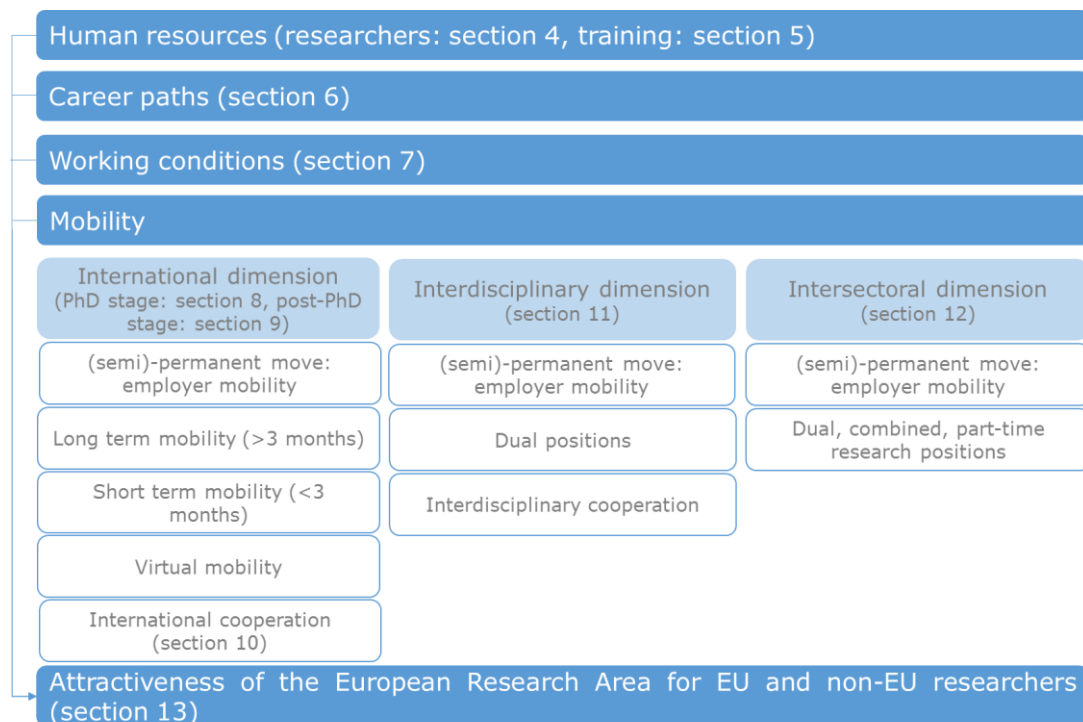 Human resources (researchers: section 4, training: section 5)
Career paths (section 6)
Working conditions (section 7)
Mobility
International dimension
(PhD stage: section 8, post-PhD
stage: section 9)
(semi)-permanent move:
employer mobility
Long term mobility (>3 months)
Short term mobility (<3
months)
Virtual mobility
International cooperation
(section 10)
Interdisciplinary dimension
(section 11)
(semi)-permanent move:
employer mobility
Dual positions
Interdisciplinary cooperation
Intersectoral dimension
(section 12)
(semi)-permanent move:
employer mobility
Dual, combined, part-time
research positions
Attractiveness of the European Research Area for EU and non-EU researchers
(section 13)